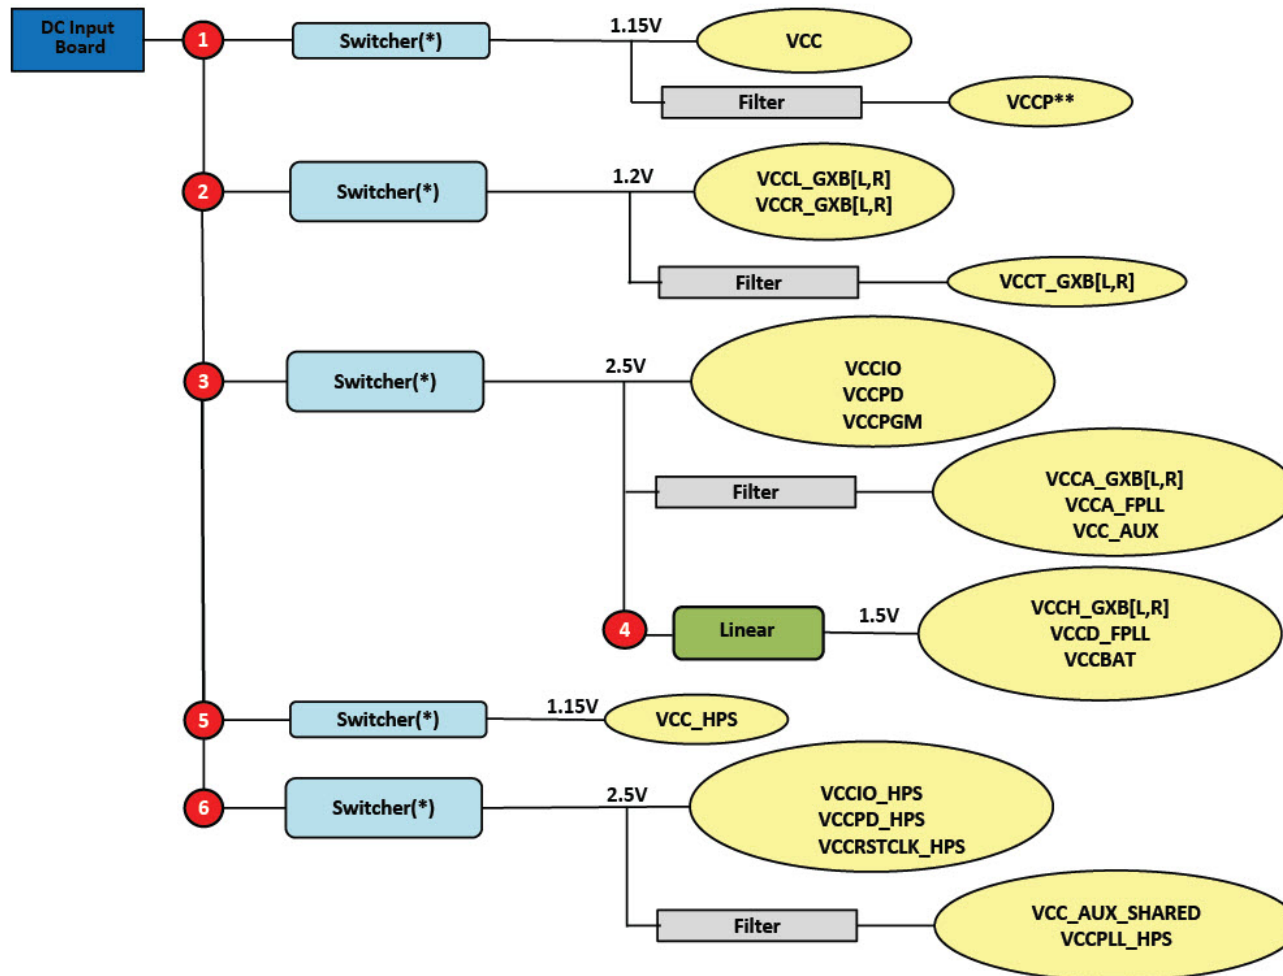 DC Input
Board
1
Switcher(*)
1.15V
VCC
Filter
VCCP**
2
Switcher(*)
1.2V
VCCL_GXB[L,R]
VCCR_GXB[L,R]
Filter
VCCT_GXB[L,R]
3
Switcher(*)
2.5V
VCCIO
VCCPD
VCCPGM
Filter
VCCA_GXB[L,R]
VCCA_FPLL
VCC_AUX
4
Linear
1.5V
VCCH_GXB[L,R]
VCCD_FPLL
VCCBAT
5
Switcher(*)
1.15V
VCC_HPS
6
Switcher(*)
2.5V
VCCIO_HPS
VCCPD_HPS
VCCRSTCLK_HPS
Filter
VCC_AUX_SHARED
VCCPLL_HPS